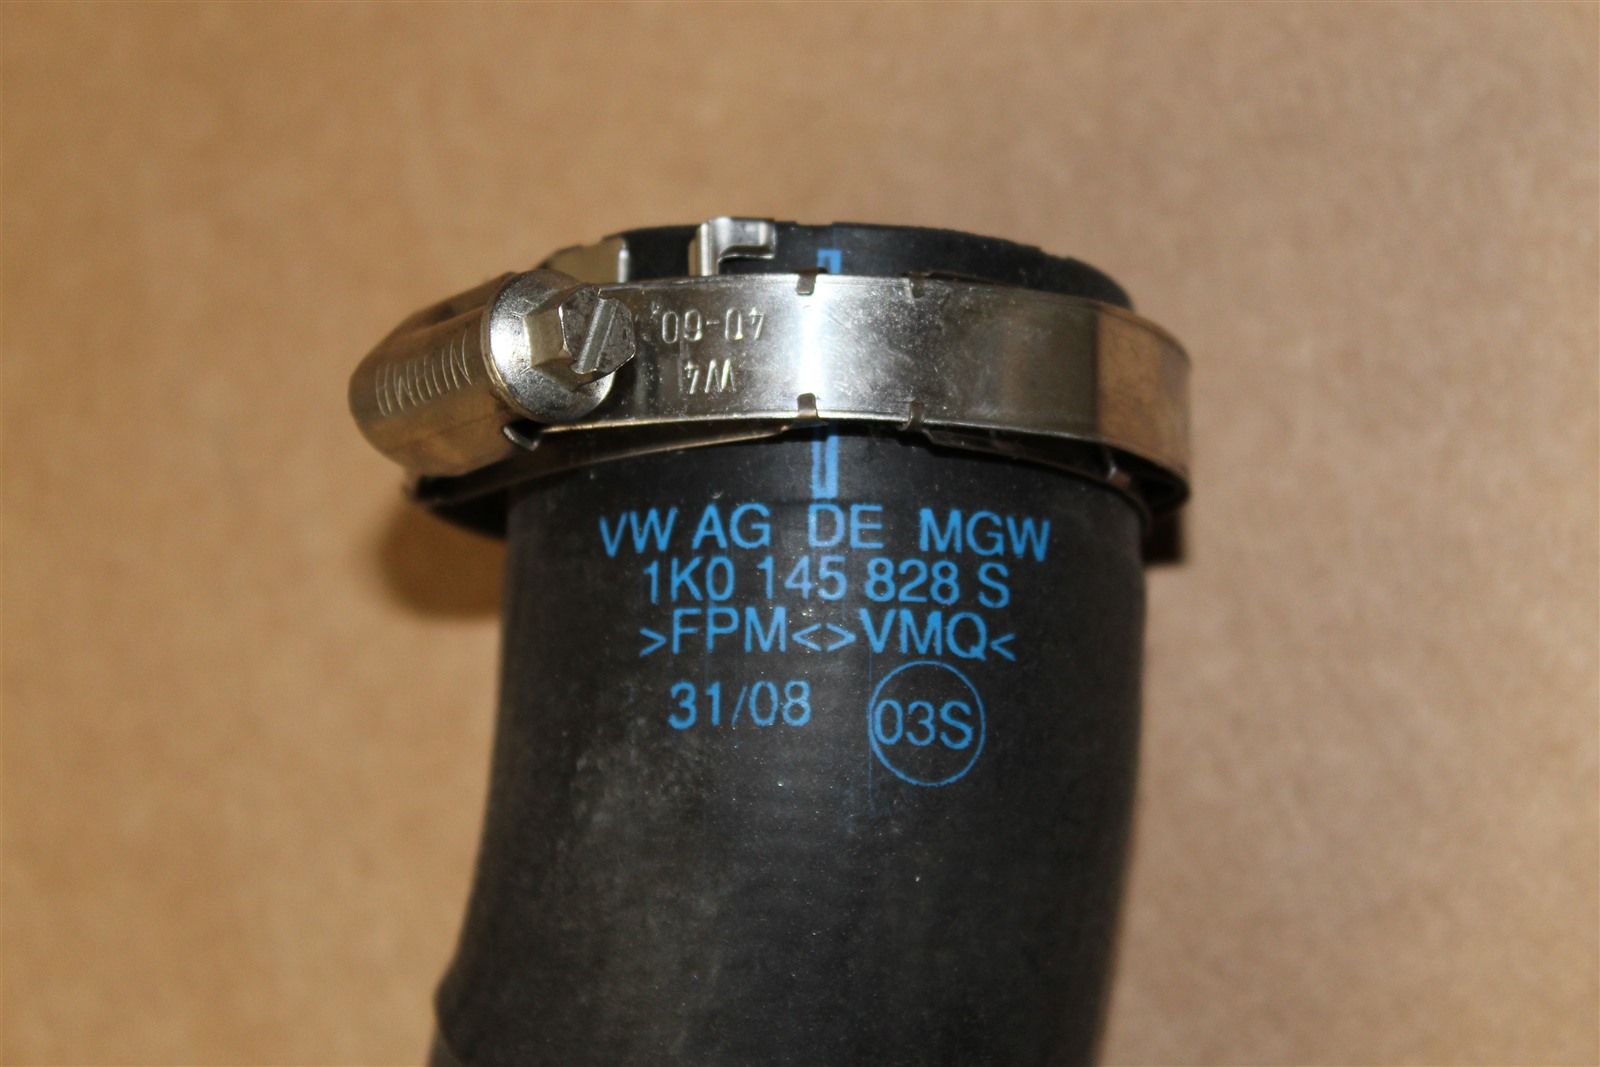 40-60
W4
VW AG DE MGW
1K0 145 828 S
>FPM<>VMQ<
31/08
03S